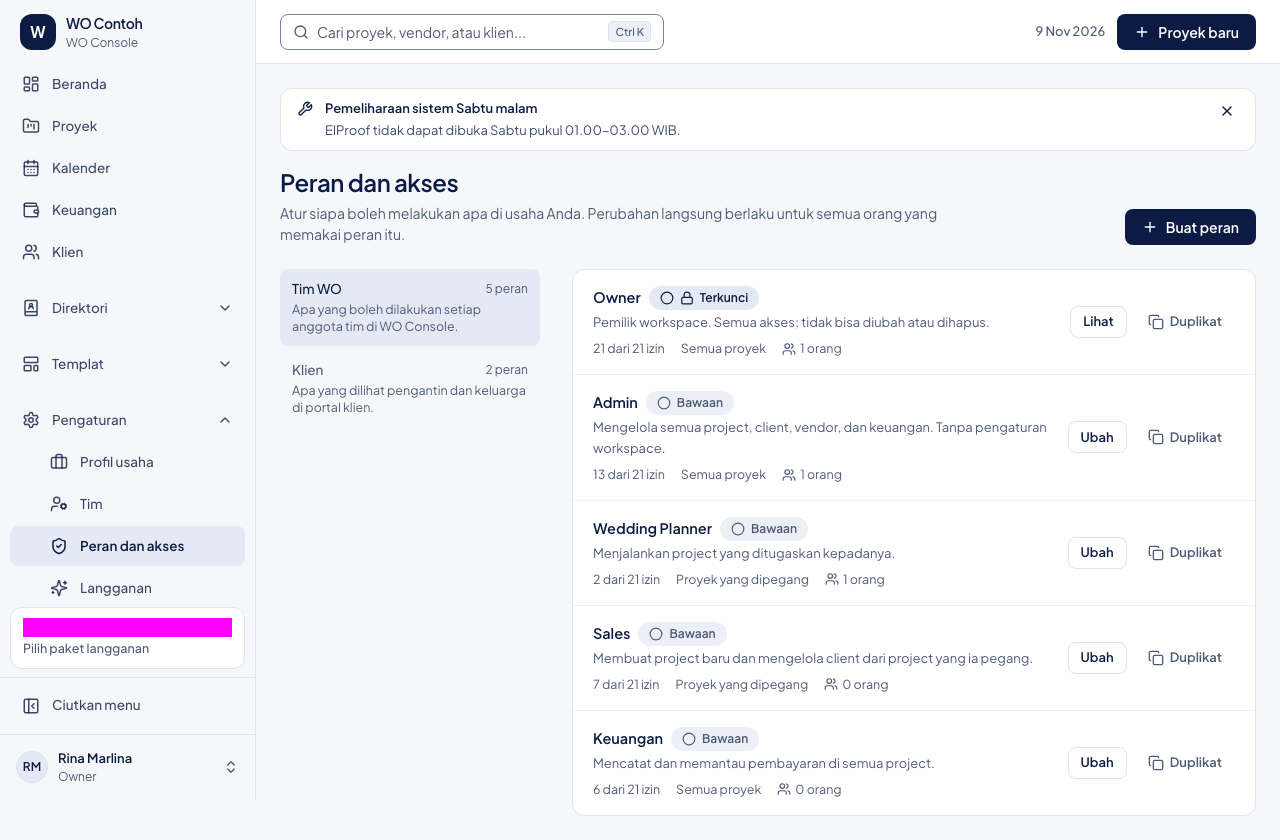 W
WO Contoh
WO Console
Beranda
Proyek
Kalender
Keuangan
Klien
Direktori
Templat
Pengaturan
Profil usaha
Tim
Peran dan akses
Langganan
Pilih paket langganan
Ciutkan menu
RM
Rina Marlina
Owner
Cari proyek, vendor, atau klien...
Ctrl K
9 Nov 2026
Proyek baru
Pemeliharaan sistem Sabtu malam
ElProof tidak dapat dibuka Sabtu pukul 01.00–03.00 WIB.
Peran dan akses
Atur siapa boleh melakukan apa di usaha Anda. Perubahan langsung berlaku untuk semua orang yang
memakai peran itu.
Buat peran
Tim WO 5 peran
Apa yang boleh dilakukan setiap
anggota tim di WO Console.
Klien 2 peran
Apa yang dilihat pengantin dan keluarga
di portal klien.
Owner Terkunci
Pemilik workspace. Semua akses; tidak bisa diubah atau dihapus.
21 dari 21 izin Semua proyek 1 orang
Lihat Duplikat
Admin Bawaan
Mengelola semua project, client, vendor, dan keuangan. Tanpa pengaturan
workspace.
13 dari 21 izin Semua proyek 1 orang
Ubah Duplikat
Wedding Planner Bawaan
Menjalankan project yang ditugaskan kepadanya.
2 dari 21 izin Proyek yang dipegang 1 orang
Ubah Duplikat
Sales Bawaan
Membuat project baru dan mengelola client dari project yang ia pegang.
7 dari 21 izin Proyek yang dipegang 0 orang
Ubah Duplikat
Keuangan Bawaan
Mencatat dan memantau pembayaran di semua project.
6 dari 21 izin Semua proyek 0 orang
Ubah Duplikat